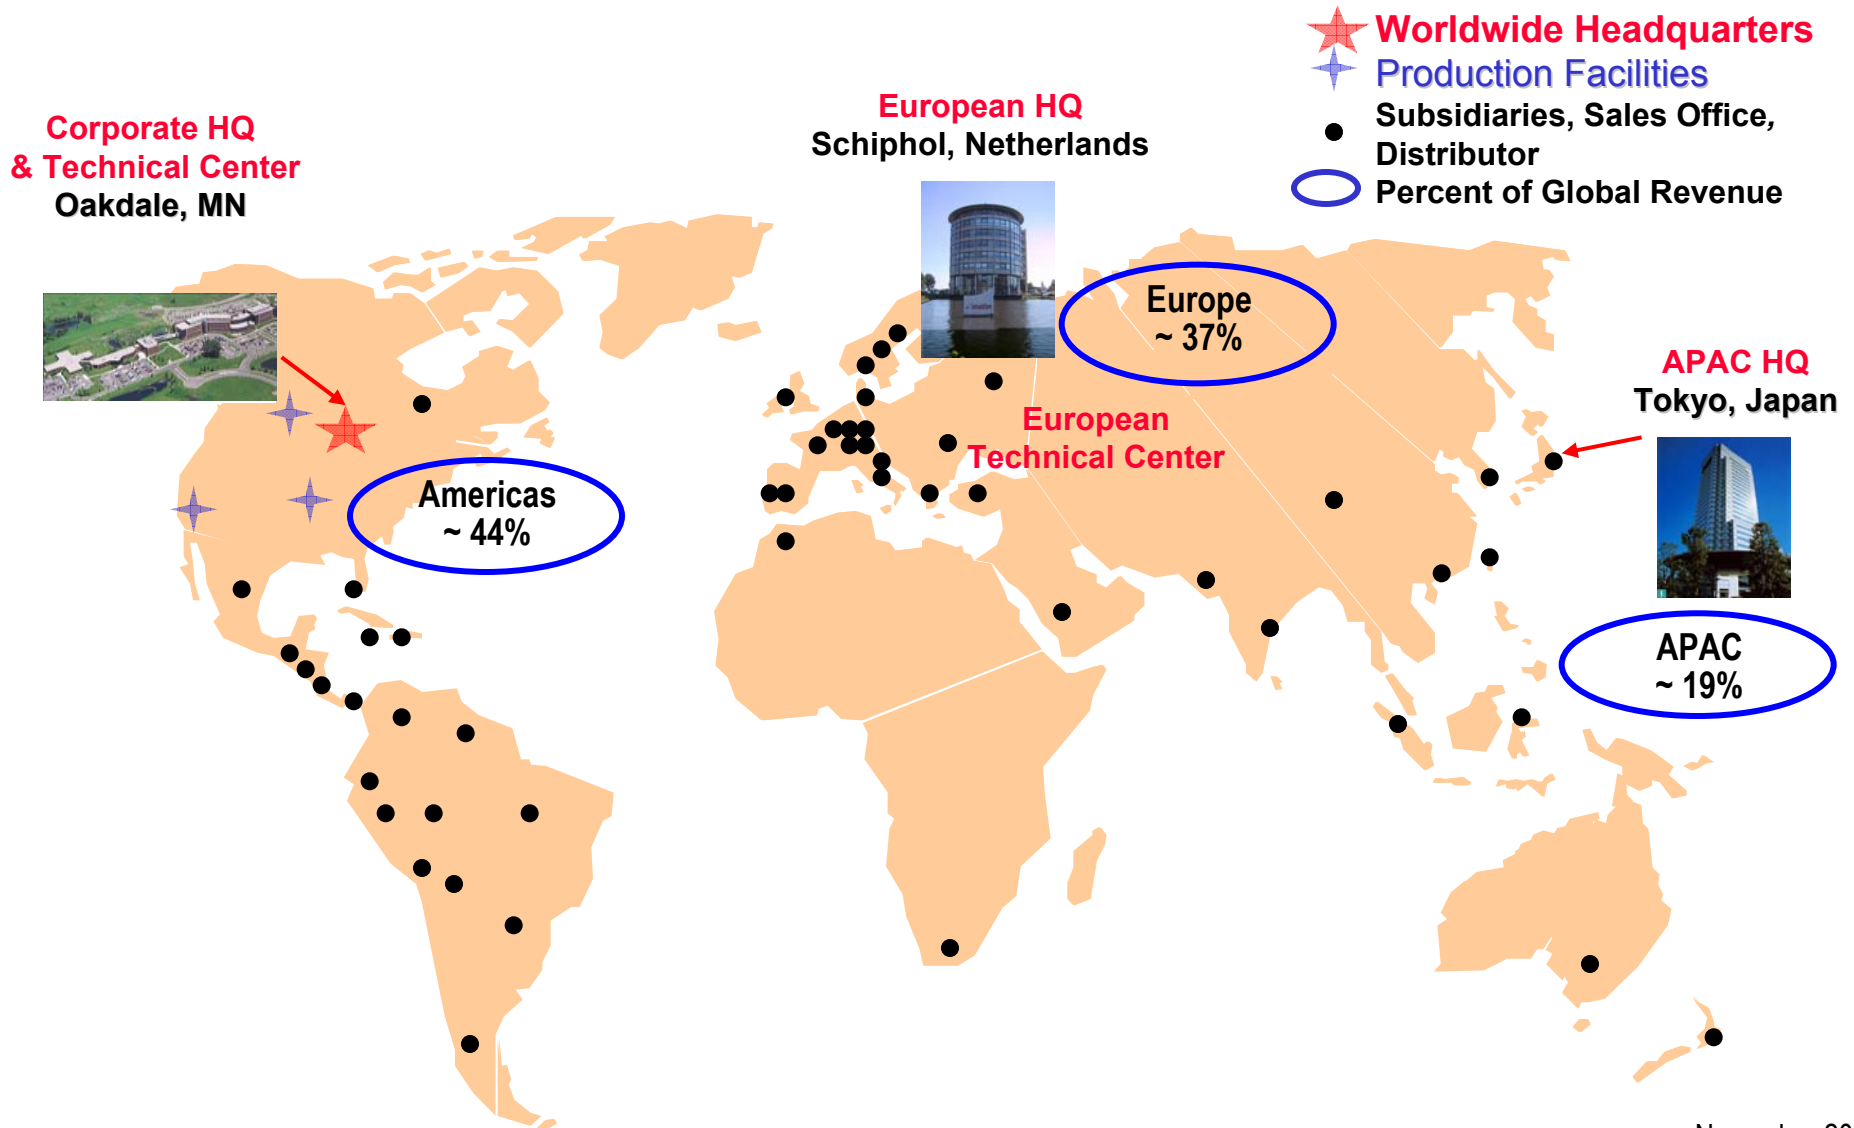 Worldwide Headquarters
Production Facilities
Subsidiaries, Sales Office,
Distributor
Percent of Global Revenue
Corporate HQ
& Technical Center
Oakdale, MN
European HQ
Schiphol, Netherlands
Europe
~ 37%
APAC HQ
Tokyo, Japan
European
Technical Center
Americas
~ 44%
APAC
~ 19%